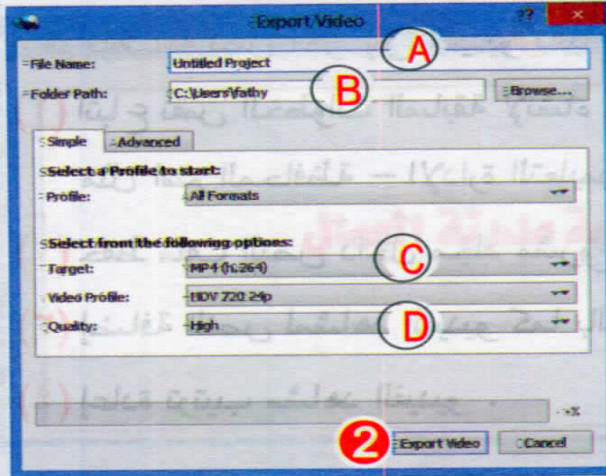 Export Video
File Name: Untitled Project A
Folder Path: C:\Users\Fathy B Browse...
Simple Advanced
Select a Profile to start:
Profile: All Formats
Select from the following options:
Target: MP4 (h.264) C
Video Profile: HDV 720 24p
Quality: High D
2 Export Video Cancel